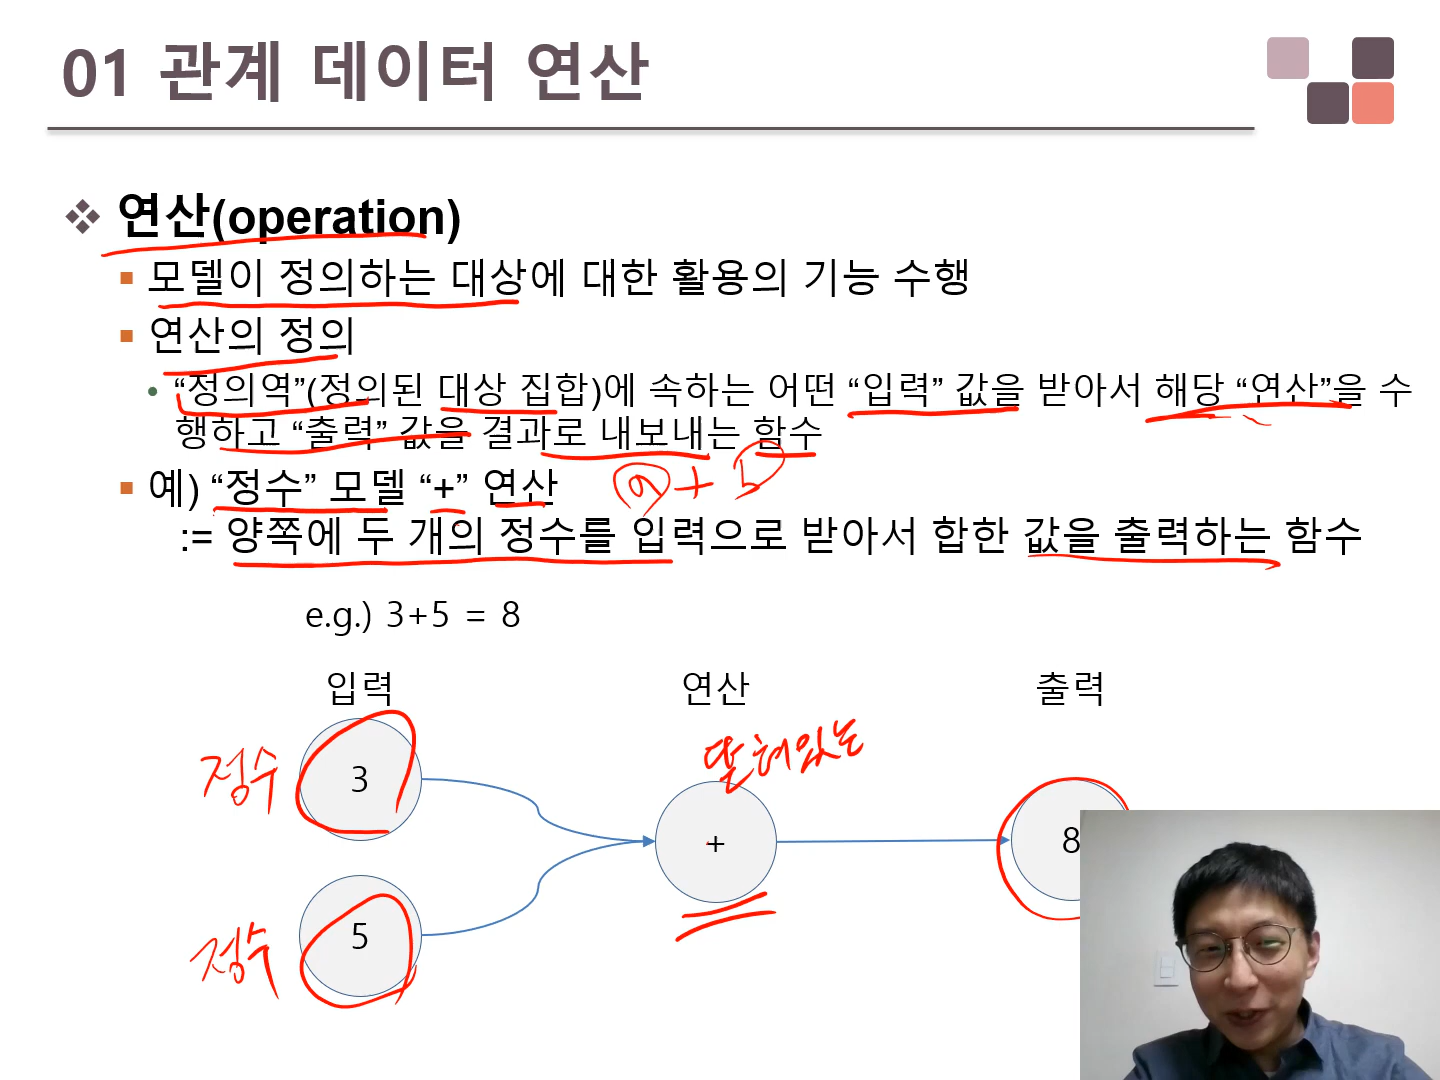 01 관계 데이터 연산
연산(operation)
모델이 정의하는 대상에 대한 활용의 기능 수행
연산의 정의
“정의역”(정의된 대상 집합)에 속하는 어떤 “입력” 값을 받아서 해당 “연산”을 수
행하고 “출력” 값을 결과로 내보내는 함수
예) “정수” 모델 “+” 연산
a + b
:= 양쪽에 두 개의 정수를 입력으로 받아서 합한 값을 출력하는 함수
e.g.) 3+5 = 8
입력 연산 출력
닫혀있는
정수 3
+
8
정수 5